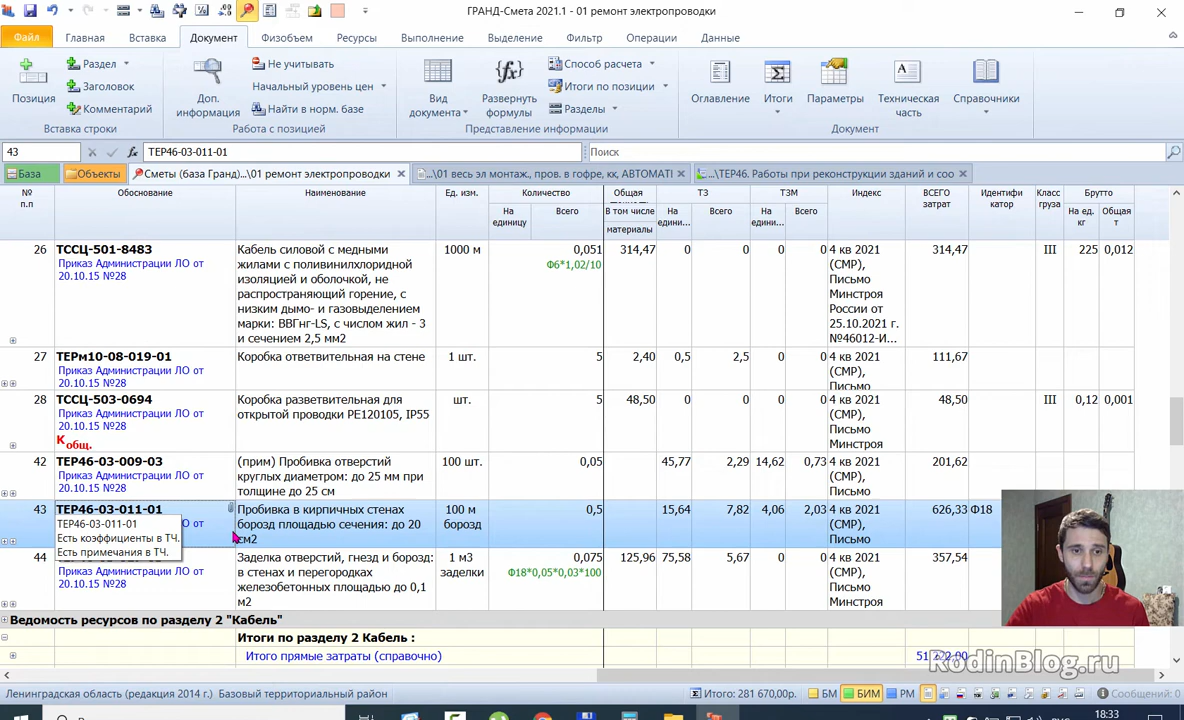 ГРАНД-Смета 2021.1 - 01 ремонт электропроводки
Файл Главная Вставка Документ Физобъем Ресурсы Выполнение Выделение Фильтр Операции Данные
Позиция
Раздел
Заголовок
Комментарий
Вставка строки
Доп. информация
Не учитывать
Начальный уровень цен
Найти в норм. базе
Работа с позицией
Вид документа
Развернуть формулы
Способ расчета
Итоги по позиции
Разделы
Представление информации
Оглавление Итоги Параметры Техническая часть Справочники
Документ
43 fx ТЕР46-03-011-01 Поиск
База Объекты Сметы (база Гранд)...\01 ремонт электропроводки ...\01 весь эл монтаж., пров. в гофре, кк, АВТОМАТІ ...\ТЕР46. Работы при реконструкции зданий и соо
№ п.п Обоснование Наименование Ед. изм. Количество Общая ТЗ ТЗМ Индекс ВСЕГО затрат Идентифи катор Класс груза Брутто
На единицу Всего В том числе материалы На едини... Всего На едини... Всего На ед. кг Общая т
26 ТССЦ-501-8483 Кабель силовой с медными 1000 м 0,051 314,47 0 0 0 0 4 кв 2021 314,47 III 225 0,012
Приказ Администрации ЛО от жилами с поливинилхлоридной Ф6*1,02/10 (СМР),
20.10.15 №28 изоляцией и оболочкой, не Письмо
распространяющий горение, с Минстроя
низким дымо- и газовыделением России от
марки: ВВГнг-LS, с числом жил - 3 25.10.2021 г.
и сечением 2,5 мм2 №46012-И...
27 ТЕРм10-08-019-01 Коробка ответвительная на стене 1 шт. 5 2,40 0,5 2,5 0 0 4 кв 2021 111,67
Приказ Администрации ЛО от (СМР),
20.10.15 №28 Письмо
28 ТССЦ-503-0694 Коробка разветвительная для шт. 5 48,50 0 0 0 0 4 кв 2021 48,50 III 0,12 0,001
Приказ Администрации ЛО от открытой проводки РЕ120105, IP55 (СМР),
20.10.15 №28 Письмо
К общ. Минстроя
42 ТЕР46-03-009-03 (прим) Пробивка отверстий 100 шт. 0,05 45,77 2,29 14,62 0,73 4 кв 2021 201,62
Приказ Администрации ЛО от круглых диаметром: до 25 мм при (СМР),
20.10.15 №28 толщине до 25 см Письмо
43 ТЕР46-03-011-01 Пробивка в кирпичных стенах 100 м 0,5 15,64 7,82 4,06 2,03 4 кв 2021 626,33 Ф18
ТЕР46-03-011-01 О от борозд площадью сечения: до 20 борозд (СМР),
Есть коэффициенты в ТЧ. см2 Письмо
Есть примечания в ТЧ.
44 Заделка отверстий, гнезд и борозд: 1 м3 0,075 125,96 75,58 5,67 0 0 4 кв 2021 357,54
Приказ Администрации ЛО от в стенах и перегородках заделки Ф18*0,05*0,03*100 (СМР),
20.10.15 №28 железобетонных площадью до 0,1 Письмо
м2 Минстроя
Ведомость ресурсов по разделу 2 "Кабель"
Итоги по разделу 2 Кабель :
Итого прямые затраты (справочно)
RodinBlog.ru
Ленинградская область (редакция 2014 г.) Базовый территориальный район Итого: 281 670,00р. БМ БИМ РМ Сообщений: 0
18:33